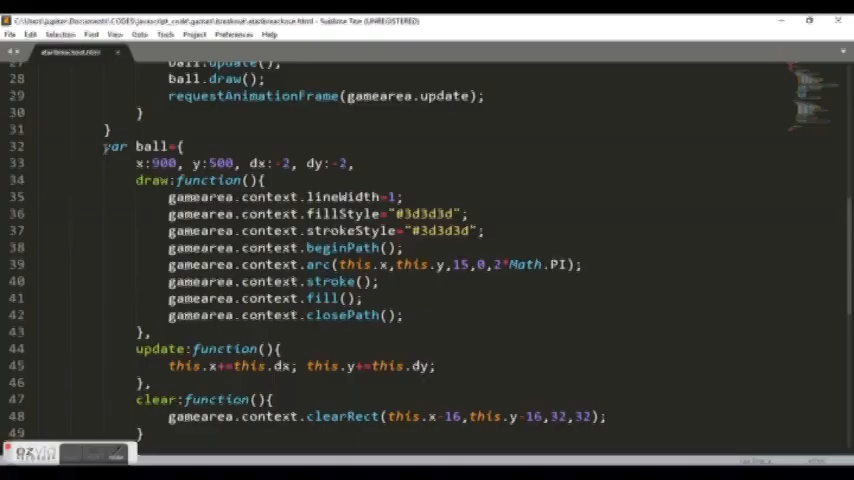 C:\Users\jupiter\Documents\CODES\javascript_code\games\Breakout\starbreackout.html - Sublime Text (UNREGISTERED)
File Edit Selection Find View Goto Tools Project Preferences Help
starbreackout.html
27 ball.update();
28 ball.draw();
29 requestAnimationFrame(gamearea.update);
30 }
31 }
32 var ball={
33 x:900, y:500, dx:-2, dy:-2,
34 draw:function(){
35 gamearea.context.lineWidth=1;
36 gamearea.context.fillStyle="#3d3d3d";
37 gamearea.context.strokeStyle="#3d3d3d";
38 gamearea.context.beginPath();
39 gamearea.context.arc(this.x,this.y,15,0,2*Math.PI);
40 gamearea.context.stroke();
41 gamearea.context.fill();
42 gamearea.context.closePath();
43 },
44 update:function(){
45 this.x+=this.dx; this.y+=this.dy;
46 },
47 clear:function(){
48 gamearea.context.clearRect(this.x-16,this.y-16,32,32);
49 }